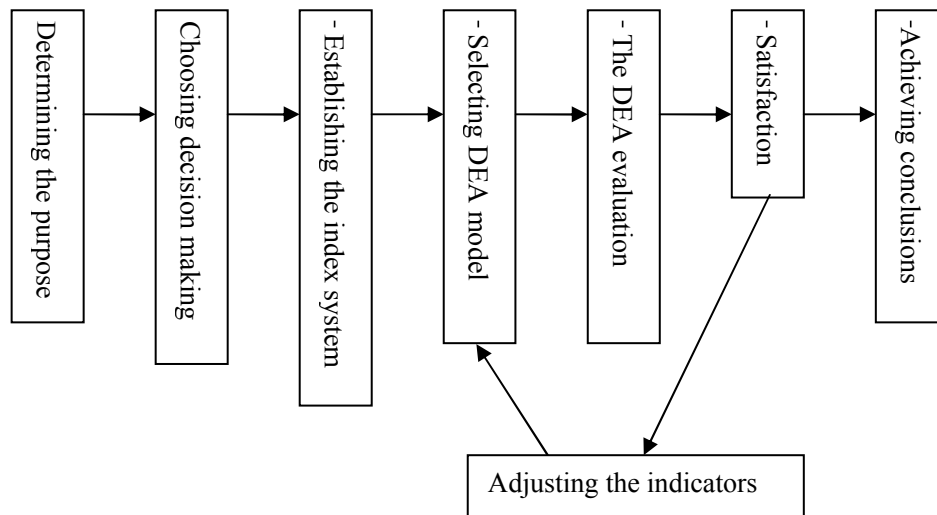 Determining the purpose
Choosing decision making
- Establishing the index system
- Selecting DEA model
- The DEA evaluation
- Satisfaction
- Achieving conclusions
Adjusting the indicators